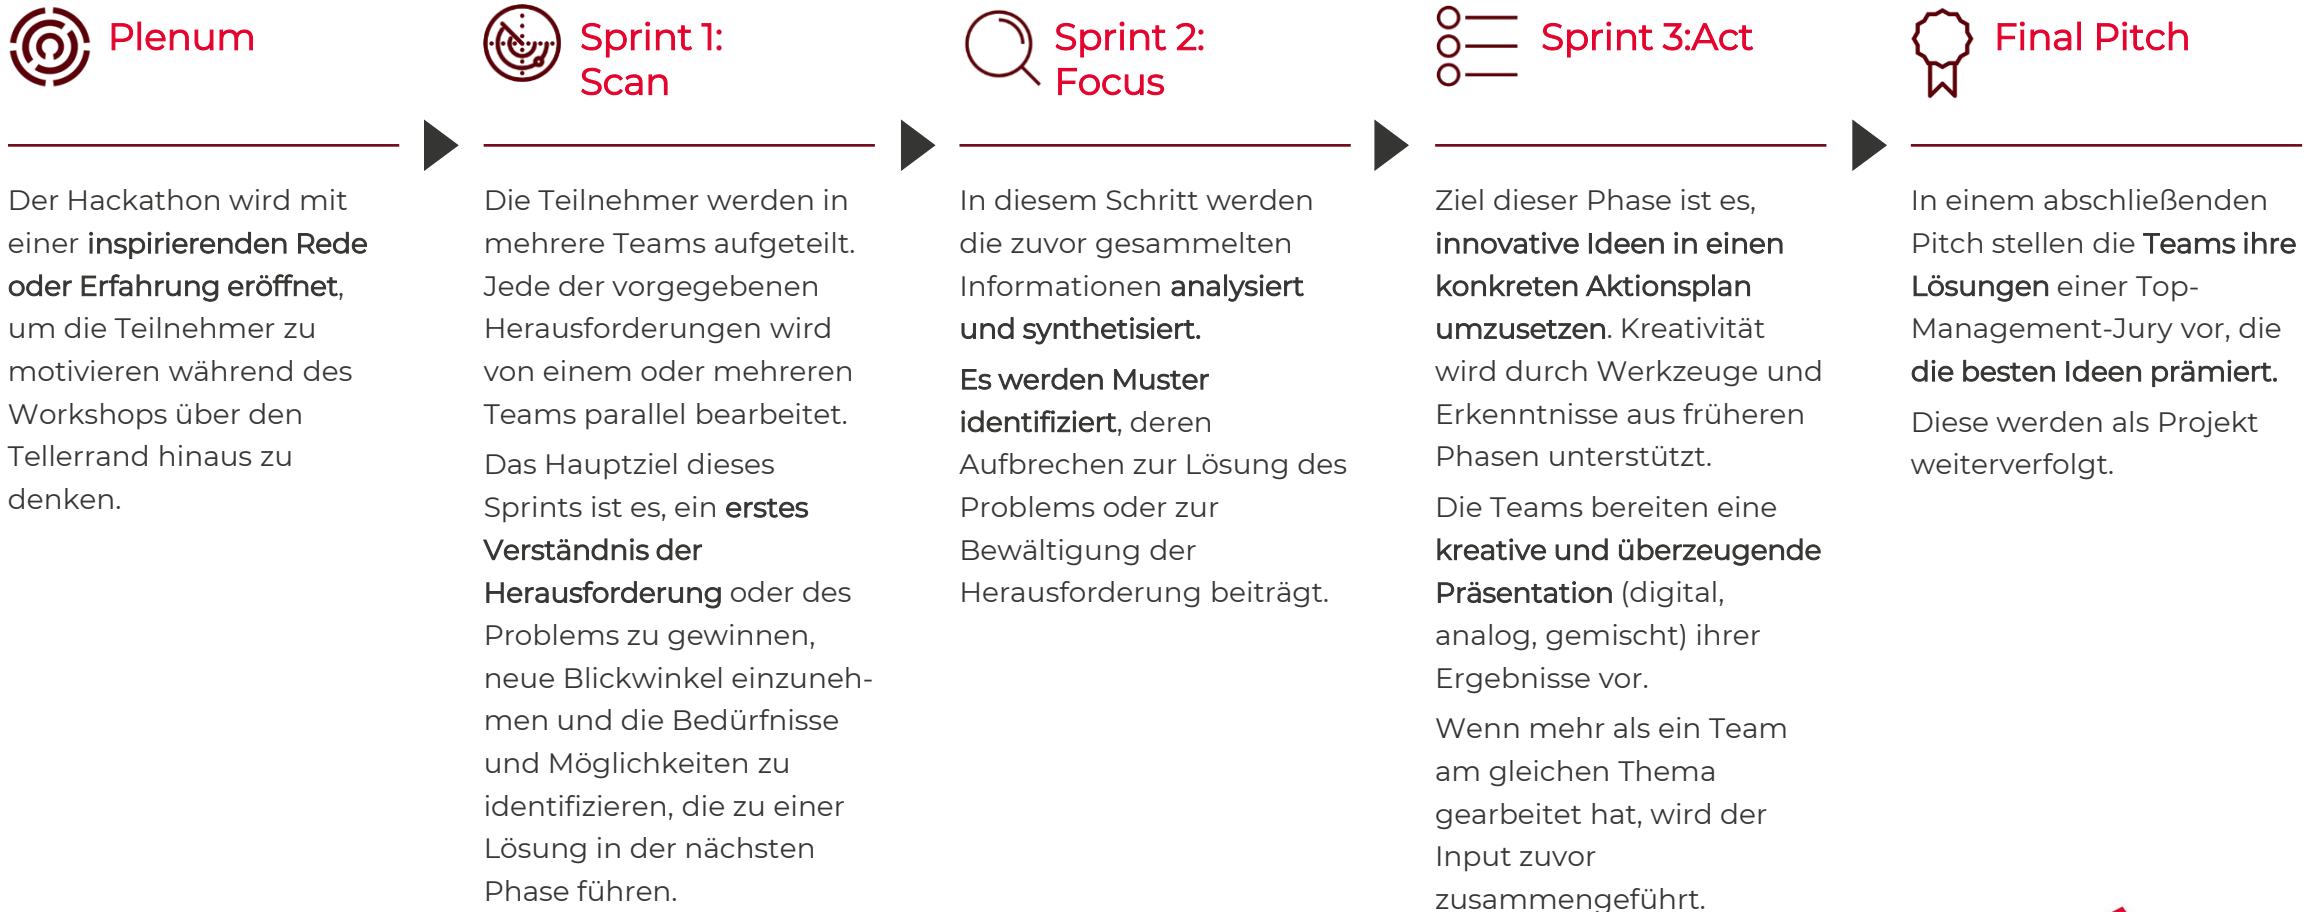 Plenum
Der Hackathon wird mit
einer inspirierenden Rede
oder Erfahrung eröffnet,
um die Teilnehmer zu
motivieren während des
Workshops über den
Tellerrand hinaus zu
denken.
Sprint 1:
Scan
Die Teilnehmer werden in
mehrere Teams aufgeteilt.
Jede der vorgegebenen
Herausforderungen wird
von einem oder mehreren
Teams parallel bearbeitet.
Das Hauptziel dieses
Sprints ist es, ein erstes
Verständnis der
Herausforderung oder des
Problems zu gewinnen,
neue Blickwinkel einzuneh-
men und die Bedürfnisse
und Möglichkeiten zu
identifizieren, die zu einer
Lösung in der nächsten
Phase führen.
Sprint 2:
Focus
In diesem Schritt werden
die zuvor gesammelten
Informationen analysiert
und synthetisiert.
Es werden Muster
identifiziert, deren
Aufbrechen zur Lösung des
Problems oder zur
Bewältigung der
Herausforderung beiträgt.
Sprint 3:Act
Ziel dieser Phase ist es,
innovative Ideen in einen
konkreten Aktionsplan
umzusetzen. Kreativität
wird durch Werkzeuge und
Erkenntnisse aus früheren
Phasen unterstützt.
Die Teams bereiten eine
kreative und überzeugende
Präsentation (digital,
analog, gemischt) ihrer
Ergebnisse vor.
Wenn mehr als ein Team
am gleichen Thema
gearbeitet hat, wird der
Input zuvor
zusammengeführt.
Final Pitch
In einem abschließenden
Pitch stellen die Teams ihre
Lösungen einer Top-
Management-Jury vor, die
die besten Ideen prämiert.
Diese werden als Projekt
weiterverfolgt.